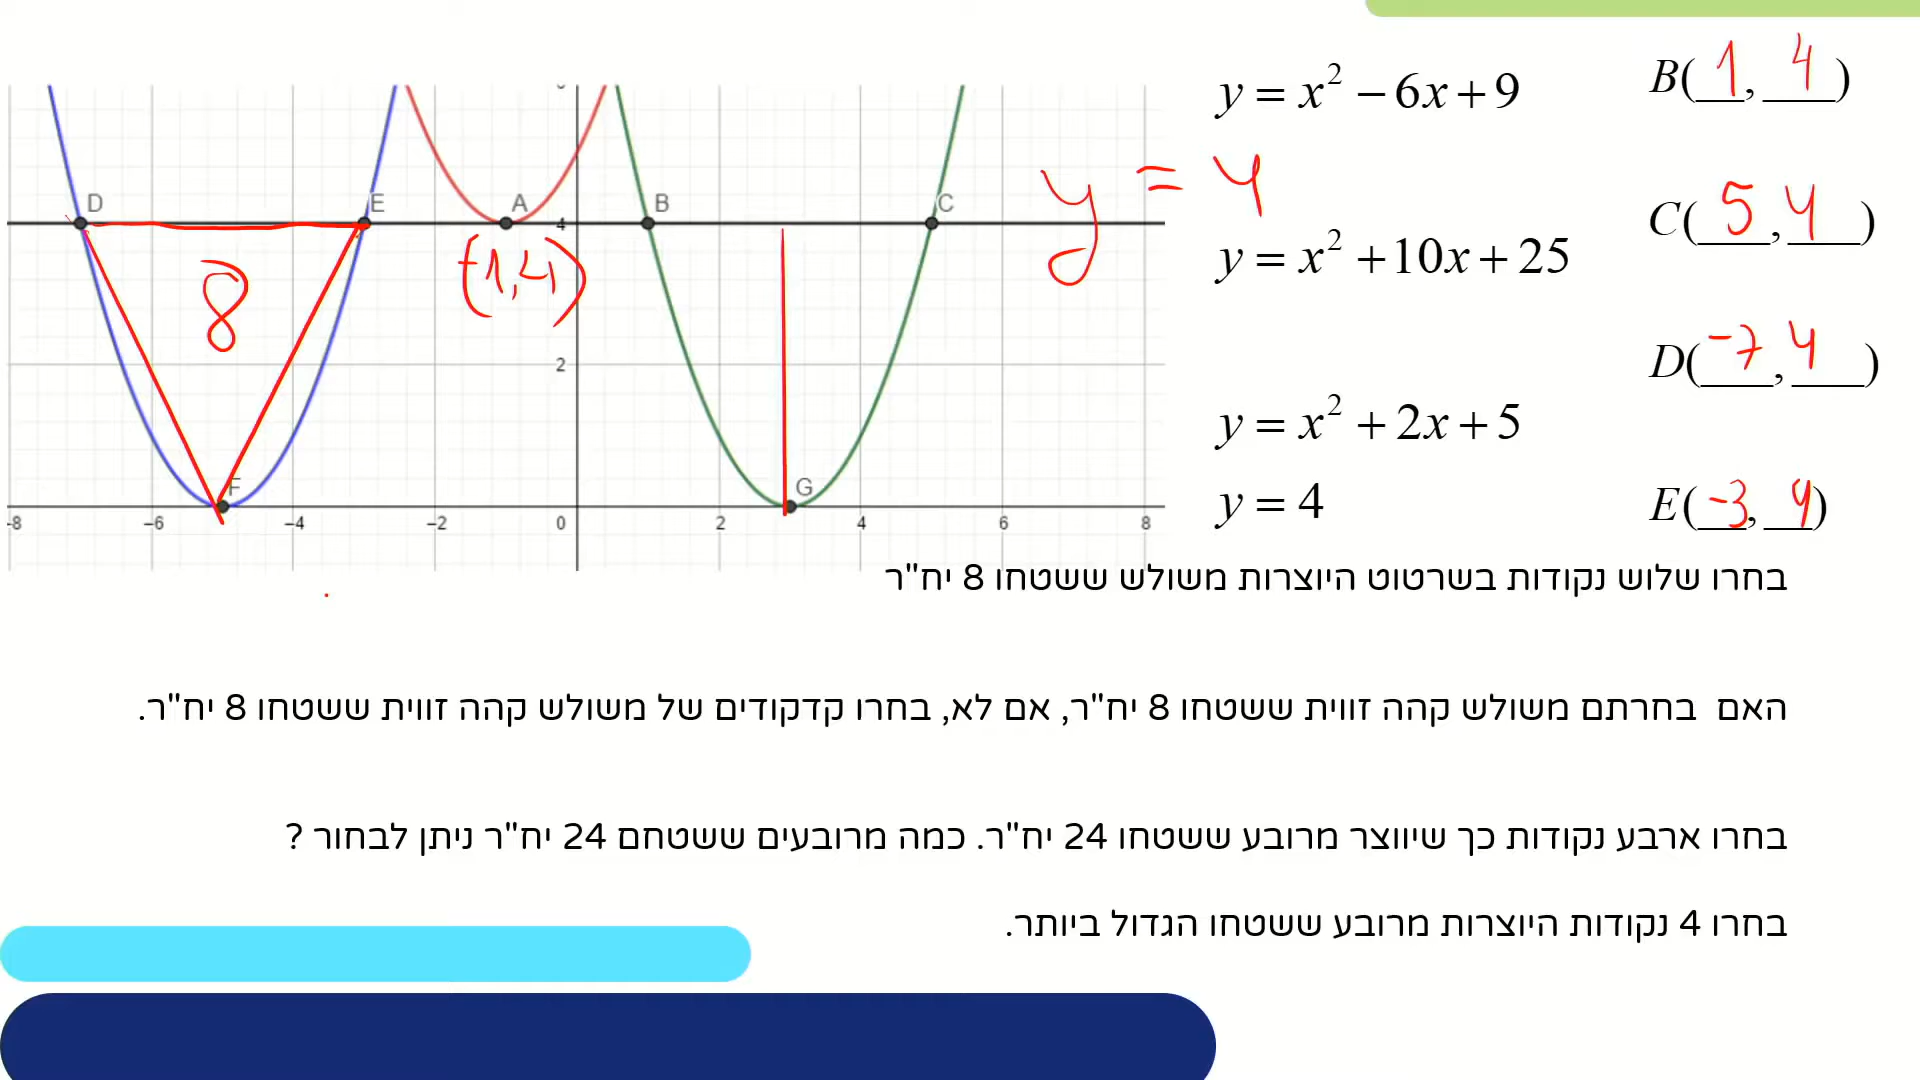 y = x² − 6x + 9
B(1, 4)
y = 4
y = x² + 10x + 25
C(5, 4)
y = x² + 2x + 5
D(-7, 4)
y = 4
E(-3, 4)
D
E
A
B
C
4
(-1,4)
8
2
F
G
-8 −6 −4 −2 0 2 4 6 8
בחרו שלוש נקודות בשרטוט היוצרות משולש ששטחו 8 יח"ר
האם בחרתם משולש קהה זווית ששטחו 8 יח"ר, אם לא, בחרו קדקודים של משולש קהה זווית ששטחו 8 יח"ר.
בחרו ארבע נקודות כך שיווצר מרובע ששטחו 24 יח"ר. כמה מרובעים ששטחם 24 יח"ר ניתן לבחור ?
בחרו 4 נקודות היוצרות מרובע ששטחו הגדול ביותר.